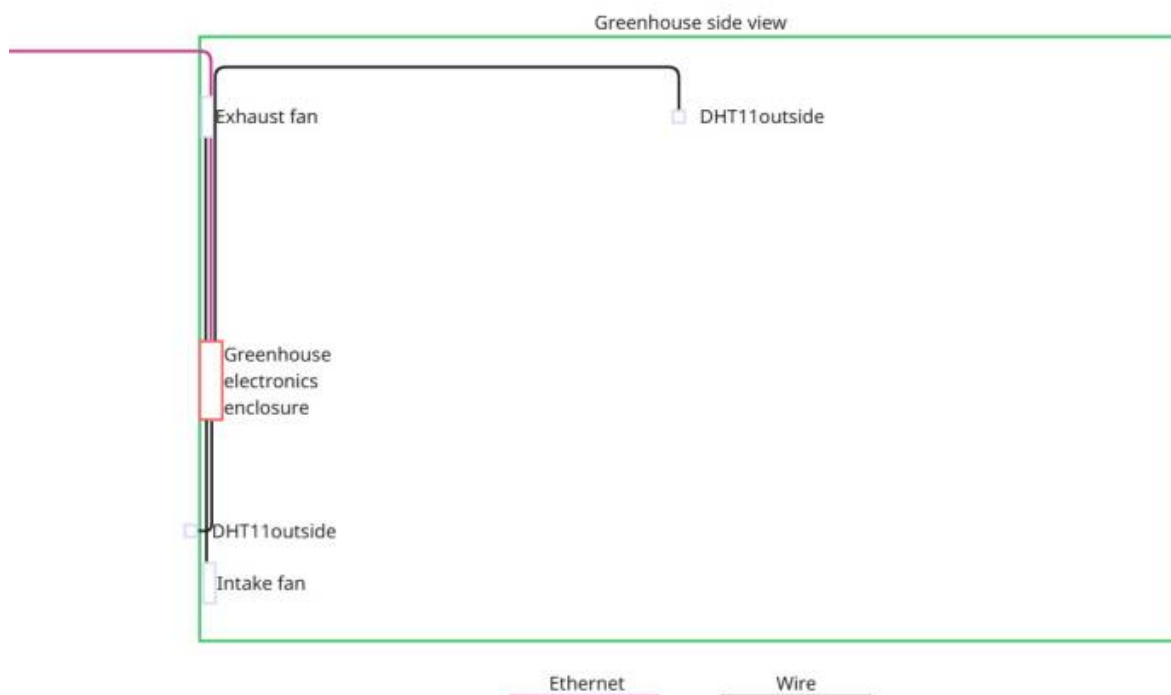 Greenhouse side view
Exhaust fan
DHT11outside
Greenhouse
electronics
enclosure
DHT11outside
Intake fan
Ethernet
Wire